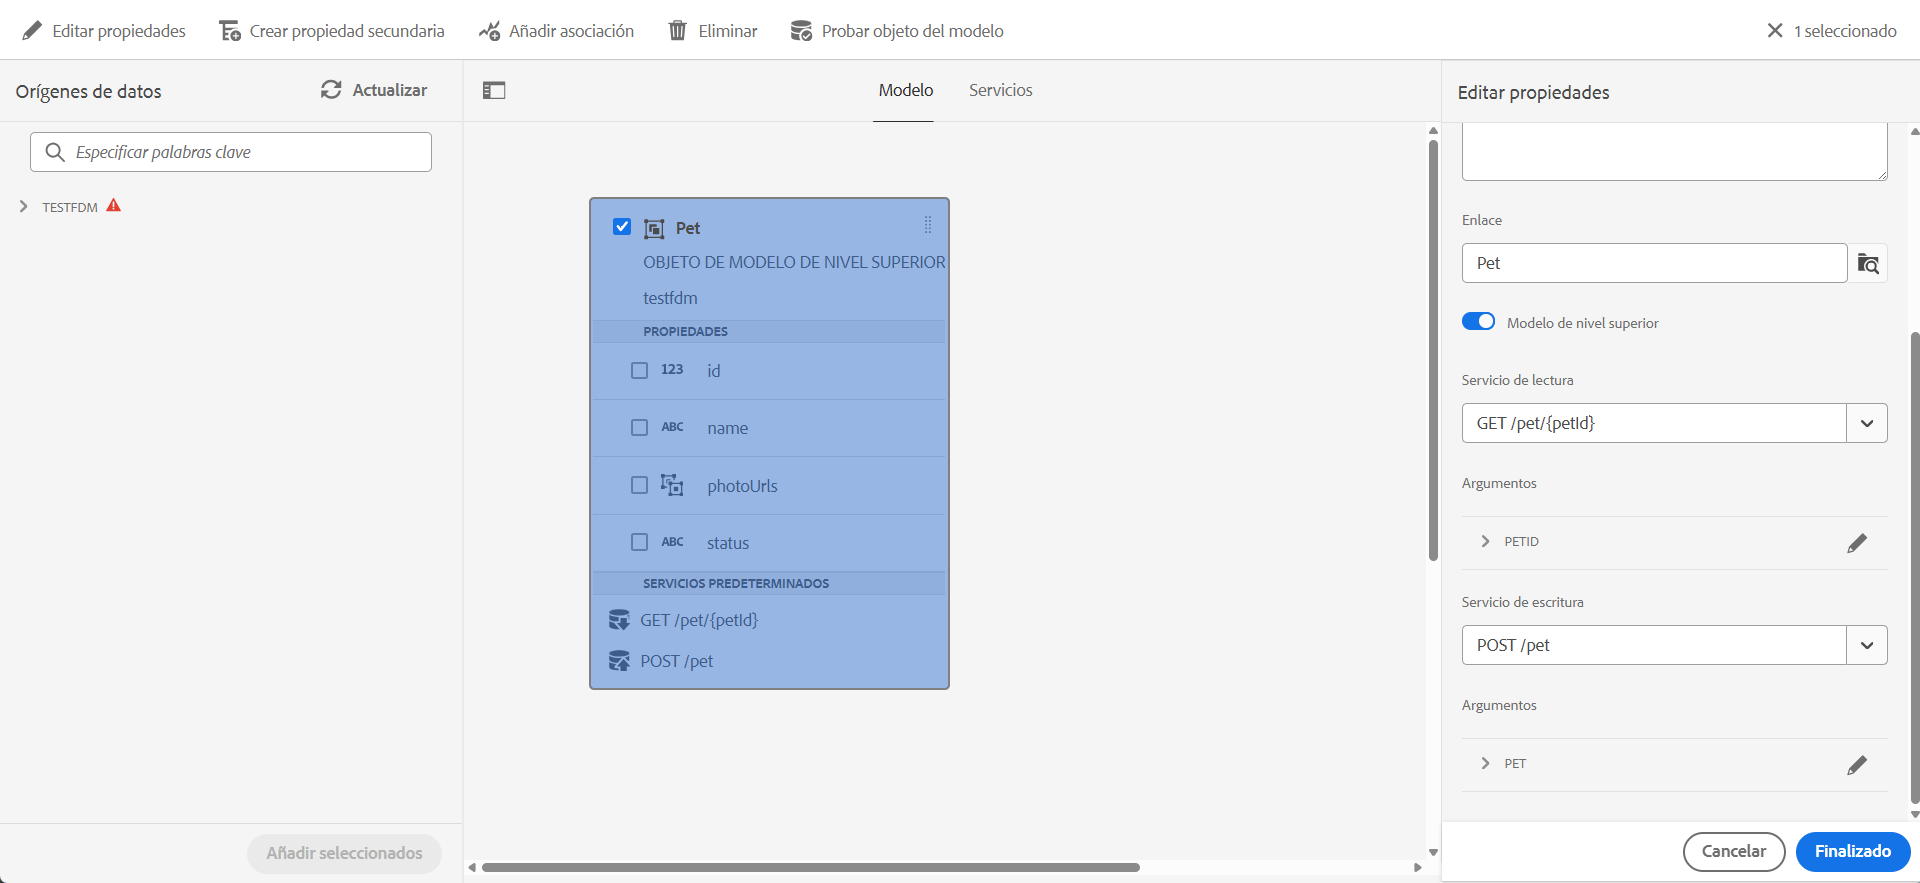 Editar propiedades
Crear propiedad secundaria
Añadir asociación
Eliminar
Probar objeto del modelo
1 seleccionado
Orígenes de datos
Actualizar
Especificar palabras clave
TESTFDM
Añadir seleccionados
Modelo
Servicios
Pet
OBJETO DE MODELO DE NIVEL SUPERIOR
testfdm
PROPIEDADES
123 id
ABC name
photoUrls
ABC status
SERVICIOS PREDETERMINADOS
GET /pet/{petId}
POST /pet
Editar propiedades
Enlace
Pet
Modelo de nivel superior
Servicio de lectura
GET /pet/{petId}
Argumentos
PETID
Servicio de escritura
POST /pet
Argumentos
PET
Cancelar
Finalizado